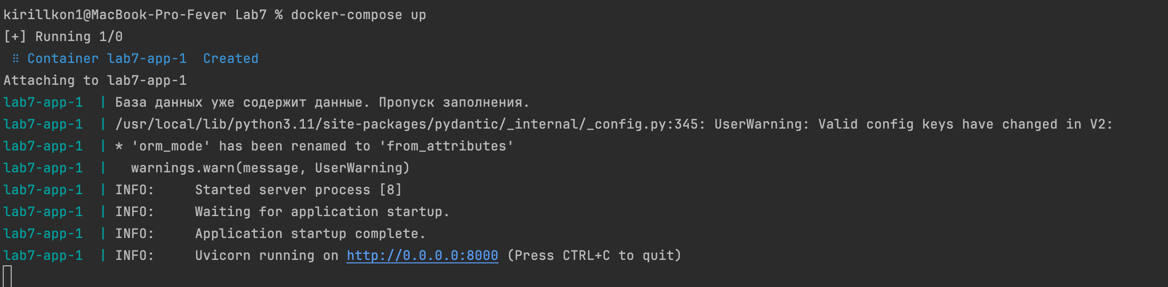 kirillkon1@MacBook-Pro-Fever Lab7 % docker-compose up
[+] Running 1/0
⠿ Container lab7-app-1  Created
Attaching to lab7-app-1
lab7-app-1  | База данных уже содержит данные. Пропуск заполнения.
lab7-app-1  | /usr/local/lib/python3.11/site-packages/pydantic/_internal/_config.py:345: UserWarning: Valid config keys have changed in V2:
lab7-app-1  | * 'orm_mode' has been renamed to 'from_attributes'
lab7-app-1  |   warnings.warn(message, UserWarning)
lab7-app-1  | INFO:     Started server process [8]
lab7-app-1  | INFO:     Waiting for application startup.
lab7-app-1  | INFO:     Application startup complete.
lab7-app-1  | INFO:     Uvicorn running on http://0.0.0.0:8000 (Press CTRL+C to quit)